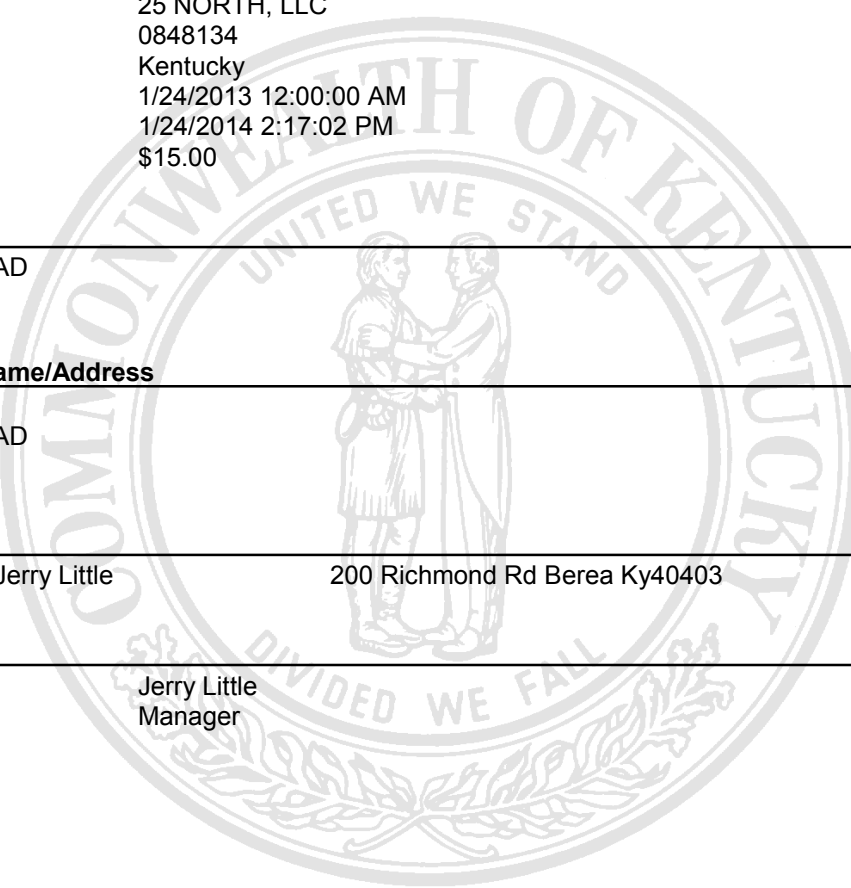 25 NORTH, LLC
0848134
Kentucky
1/24/2013 12:00:00 AM
1/24/2014 2:17:02 PM
$15.00
COMMONWEALTH OF KENTUCKY
UNITED WE STAND
AD
ame/Address
AD
Jerry Little 200 Richmond Rd Berea Ky40403
DIVIDED WE FALL
Jerry Little
Manager